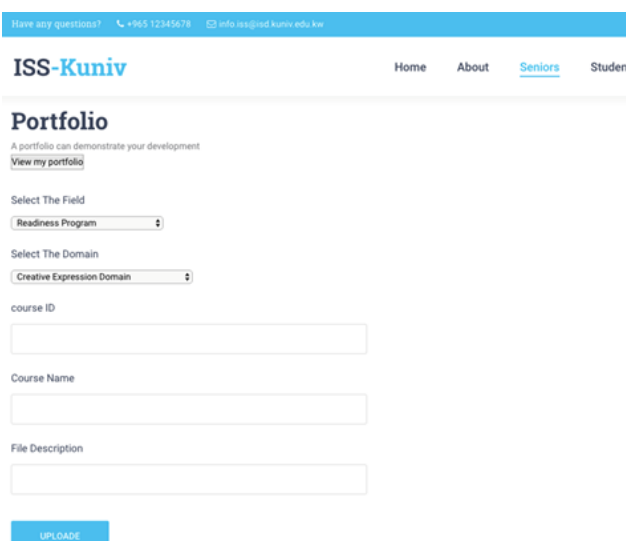 Have any questions? +965 12345678 info.iss@isd.kuniv.edu.kw
ISS-Kuniv Home About Seniors Studen
Portfolio
A portfolio can demonstrate your development
View my portfolio
Select The Field
Readiness Program
Select The Domain
Creative Expression Domain
course ID
Course Name
File Description
UPLOADE